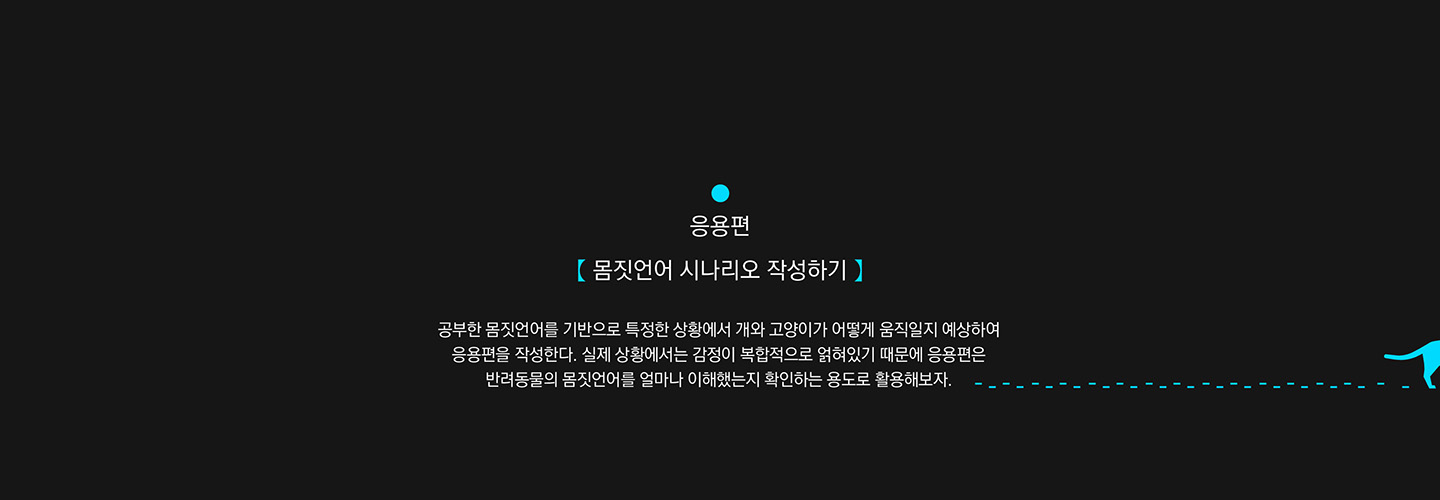 응용편
【 몸짓언어 시나리오 작성하기 】
공부한 몸짓언어를 기반으로 특정한 상황에서 개와 고양이가 어떻게 움직일지 예상하여
응용편을 작성한다. 실제 상황에서는 감정이 복합적으로 얽혀있기 때문에 응용편은
반려동물의 몸짓언어를 얼마나 이해했는지 확인하는 용도로 활용해보자.